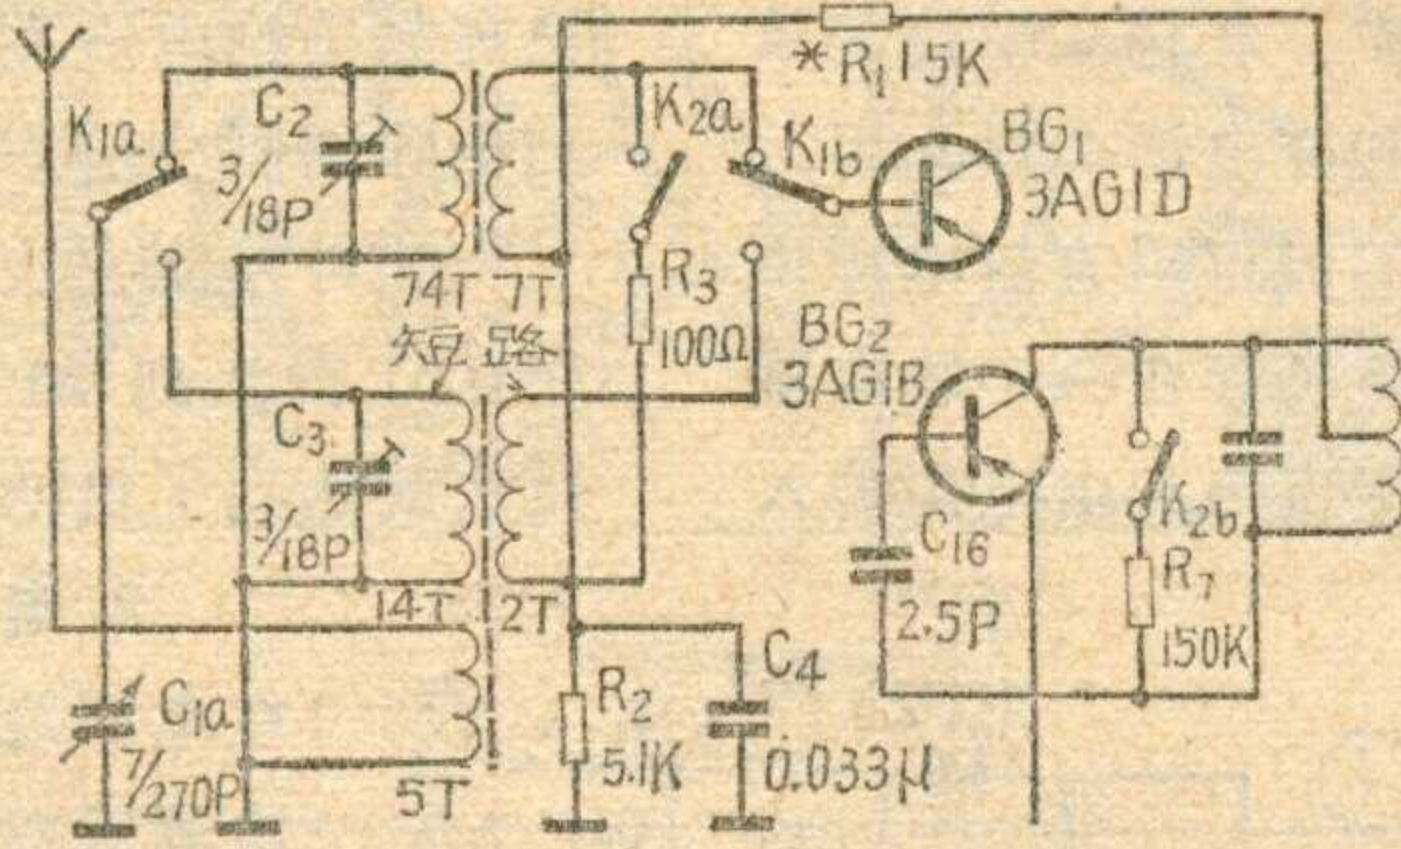 *R₁ 15K
K₁a
C₂
3/18P
K₂a
K₁b
BG₁
3AG1D
74T 7T
R₃
100Ω
短路
BG₂
3AG1B
C₃
3/18P
14T 2T
C₁₆
2.5P
K₂b
R₇
150K
C₁a
7/270P
5T
R₂
5.1K
C₄
0.033μ